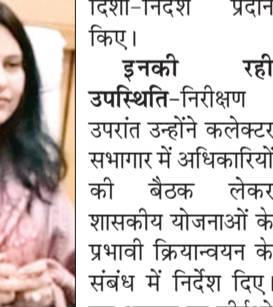 दिशा-निर्देश प्रदान
किए।
इनकी रही
उपस्थिति-निरीक्षण
उपरांत उन्होंने कलेक्टर
सभागार में अधिकारियों
की बैठक लेकर
शासकीय योजनाओं के
प्रभावी क्रियान्वयन के
संबंध में निर्देश दिए।